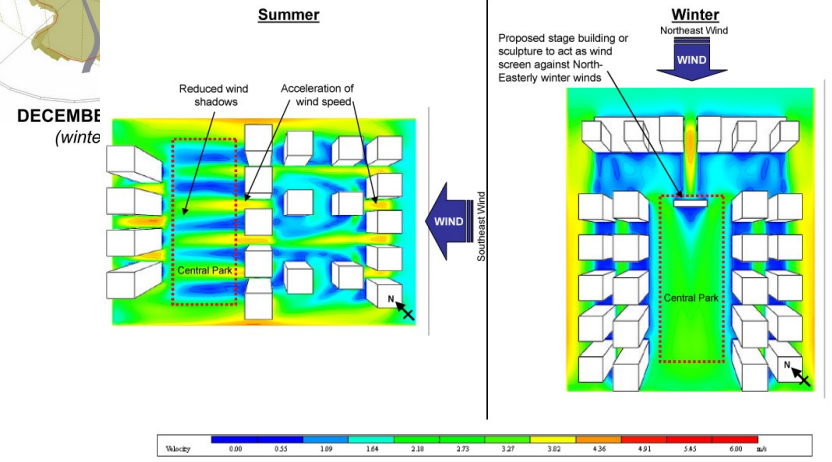 Summer
Winter
Northeast Wind
WIND
Proposed stage building or
sculpture to act as wind
screen against North-
Easterly winter winds
Reduced wind
shadows
Acceleration of
wind speed
DECEMBE
(winte
WIND
Southeast Wind
Central Park
N
Central Park
N
Velocity 0.00 0.55 1.09 1.64 2.18 2.73 3.27 3.82 4.36 4.91 5.45 6.00 m/s